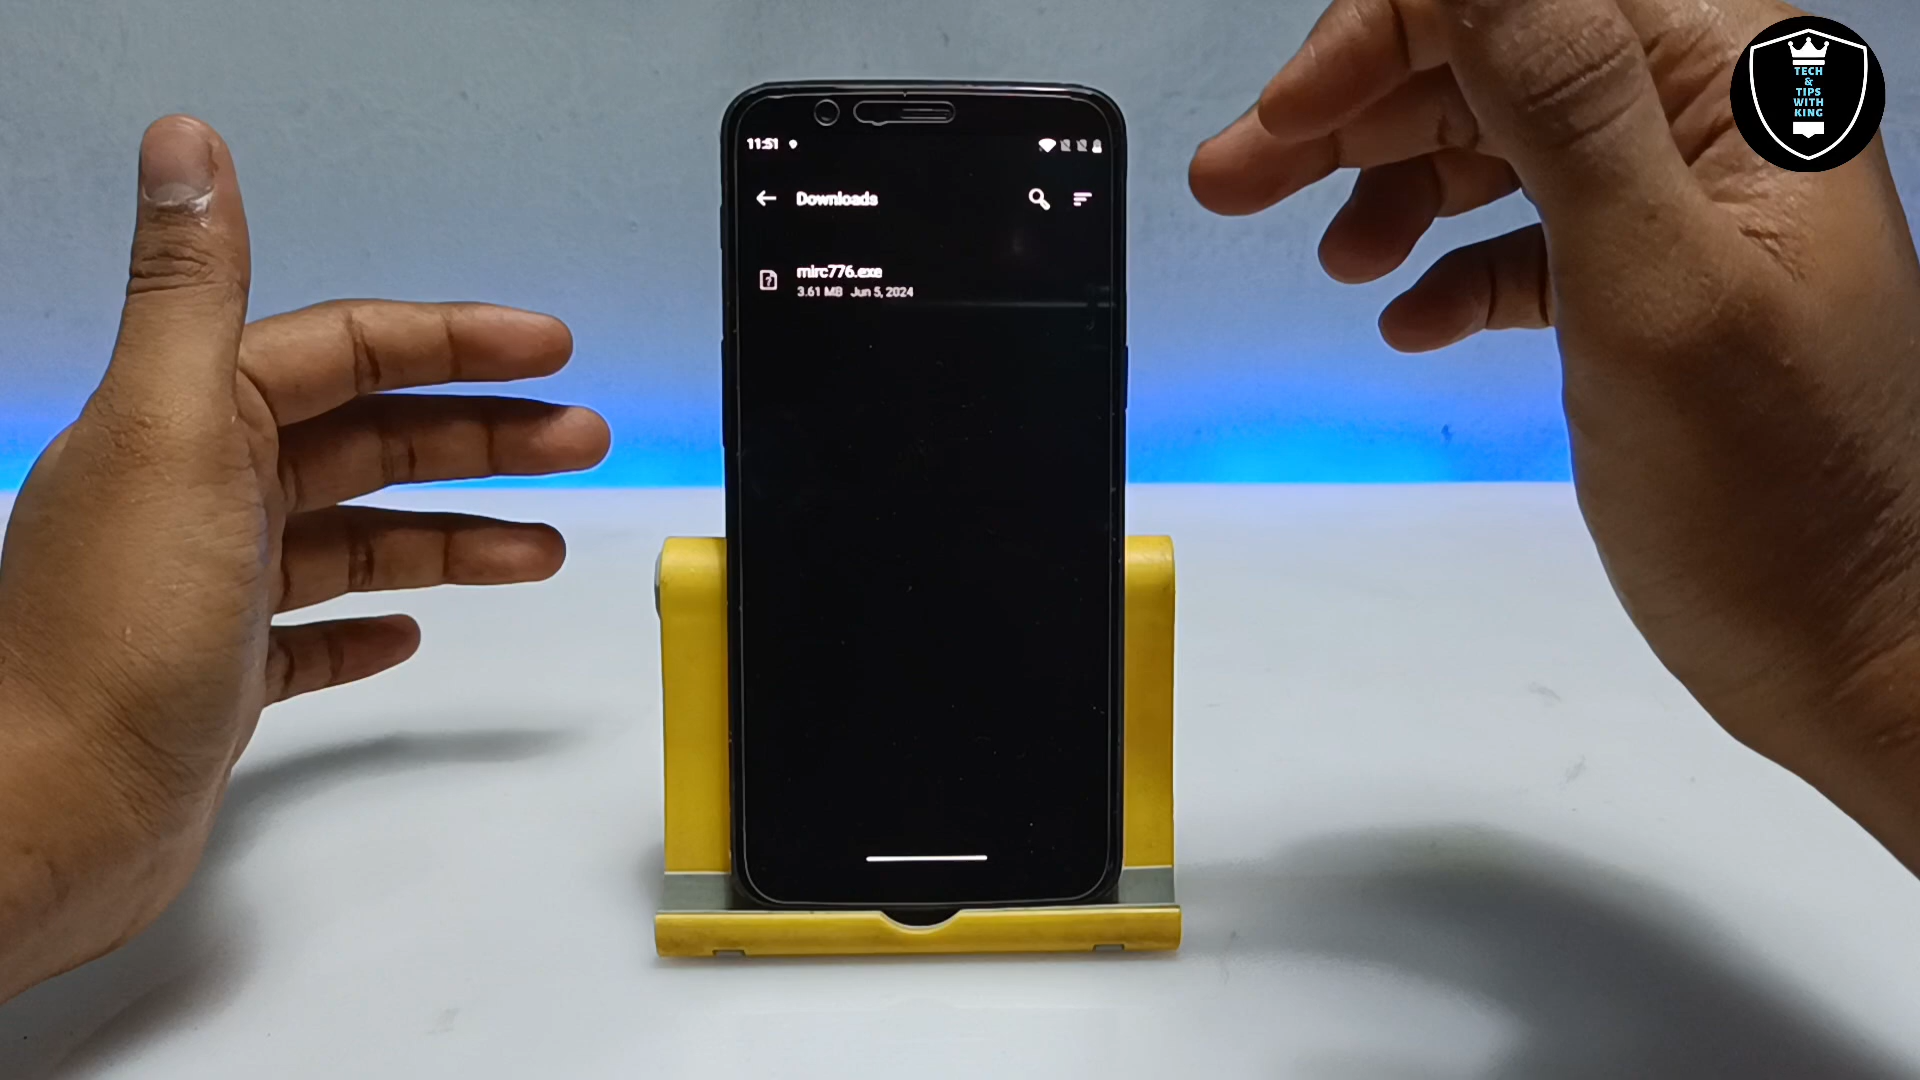 11:51
Downloads
mirc776.exe
3.61 MB Jun 5, 2024
TECH
&
TIPS
WITH
KING